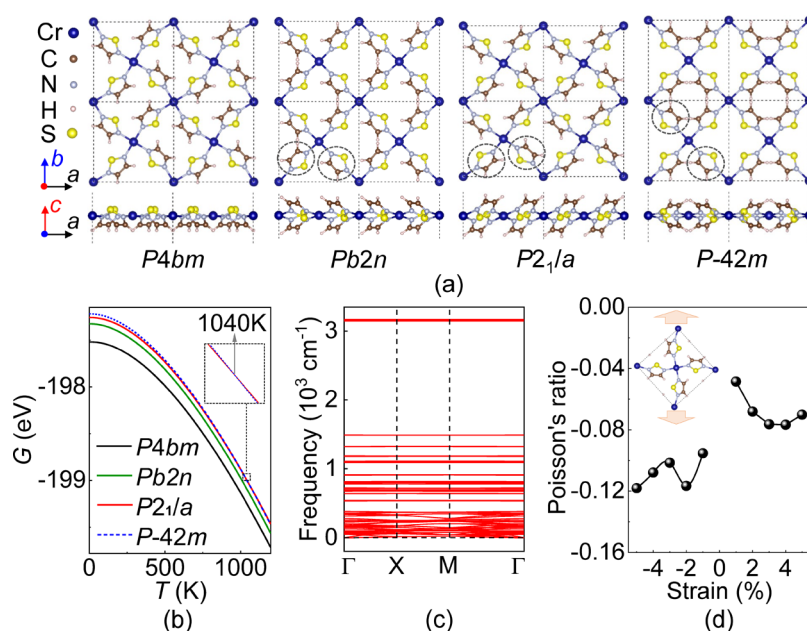 Cr
C
N
H
S
b
a
c
a
P4bm
Pb2n
P2₁/a
P-42m
(a)
G (eV)
-198
-199
1040K
P4bm
Pb2n
P2₁/a
P-42m
0 500 1000
T (K)
(b)
Frequency (10³ cm⁻¹)
3
2
1
0
Γ X M Γ
(c)
Poisson's ratio
0.00
-0.04
-0.08
-0.12
-0.16
-4 -2 0 2 4
Strain (%)
(d)